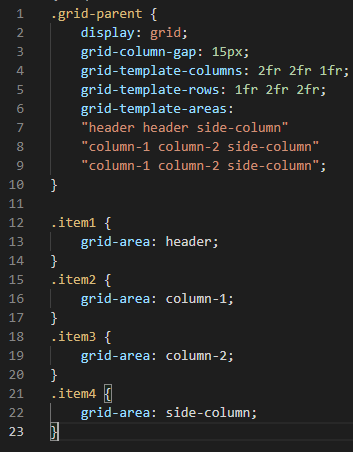 1 .grid-parent {
2 display: grid;
3 grid-column-gap: 15px;
4 grid-template-columns: 2fr 2fr 1fr;
5 grid-template-rows: 1fr 2fr 2fr;
6 grid-template-areas:
7 "header header side-column"
8 "column-1 column-2 side-column"
9 "column-1 column-2 side-column";
10 }
11
12 .item1 {
13 grid-area: header;
14 }
15 .item2 {
16 grid-area: column-1;
17 }
18 .item3 {
19 grid-area: column-2;
20 }
21 .item4 {
22 grid-area: side-column;
23 }